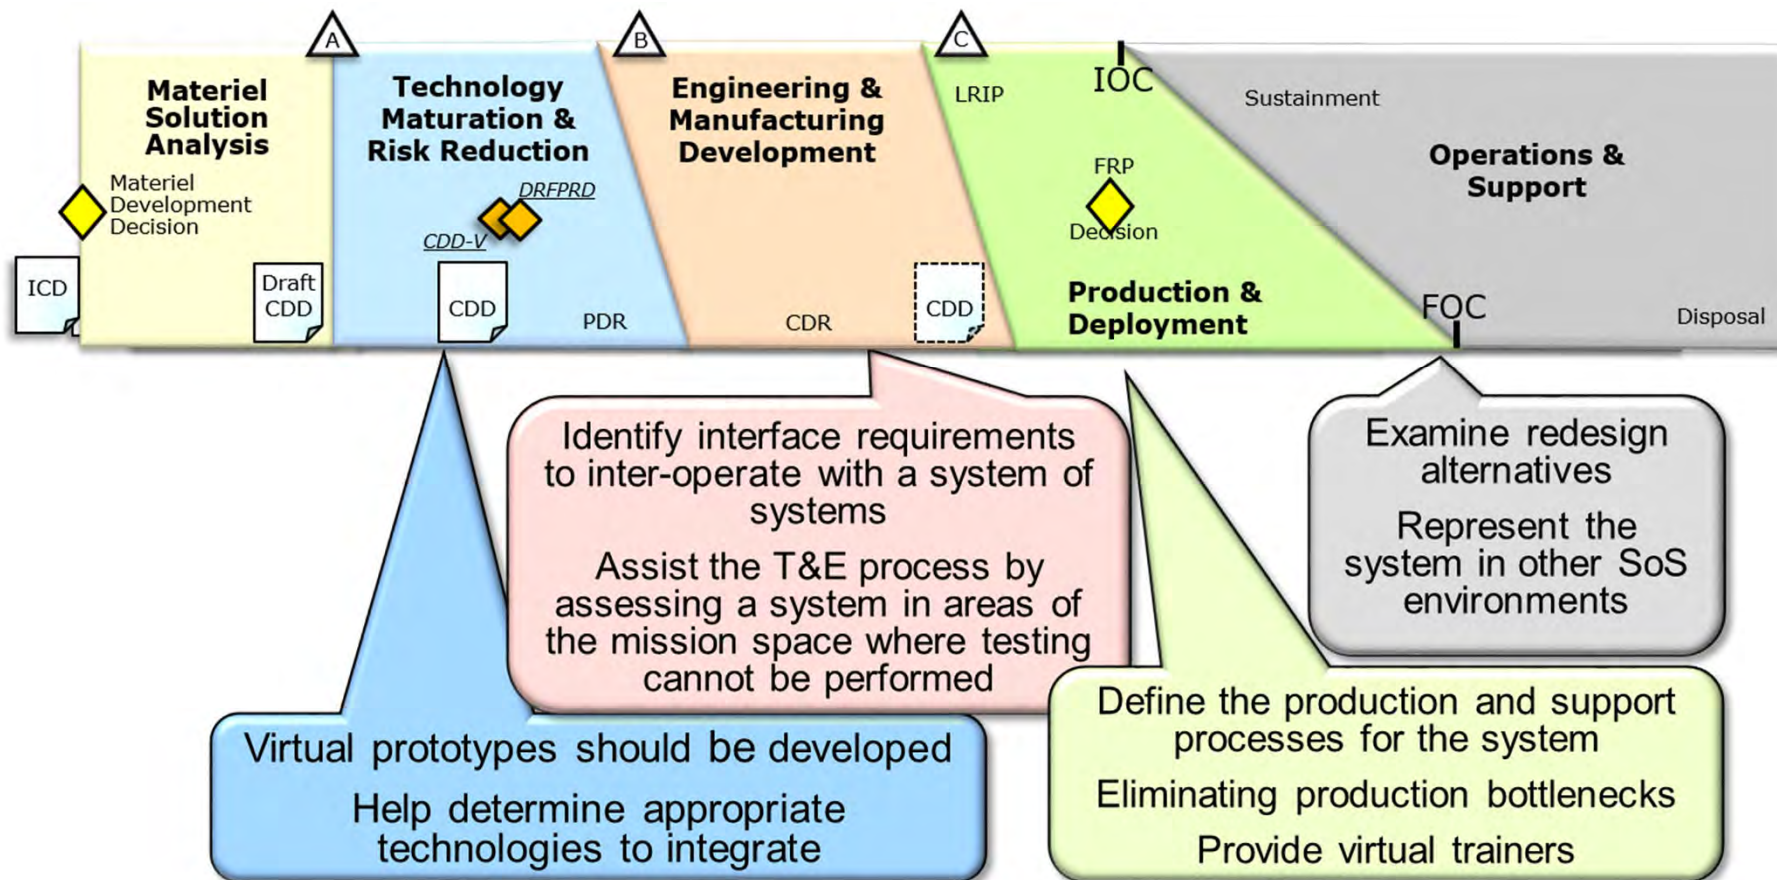 A
B
C
Materiel
Solution
Analysis
Materiel
Development
Decision
ICD
Draft
CDD
Technology
Maturation &
Risk Reduction
DRFPRD
CDD-V
CDD
PDR
Engineering &
Manufacturing
Development
CDR
CDD
LRIP
IOC
FRP
Decision
Production &
Deployment
Sustainment
Operations &
Support
FOC
Disposal
Identify interface requirements
to inter-operate with a system of
systems
Assist the T&E process by
assessing a system in areas of
the mission space where testing
cannot be performed
Examine redesign
alternatives
Represent the
system in other SoS
environments
Virtual prototypes should be developed
Help determine appropriate
technologies to integrate
Define the production and support
processes for the system
Eliminating production bottlenecks
Provide virtual trainers